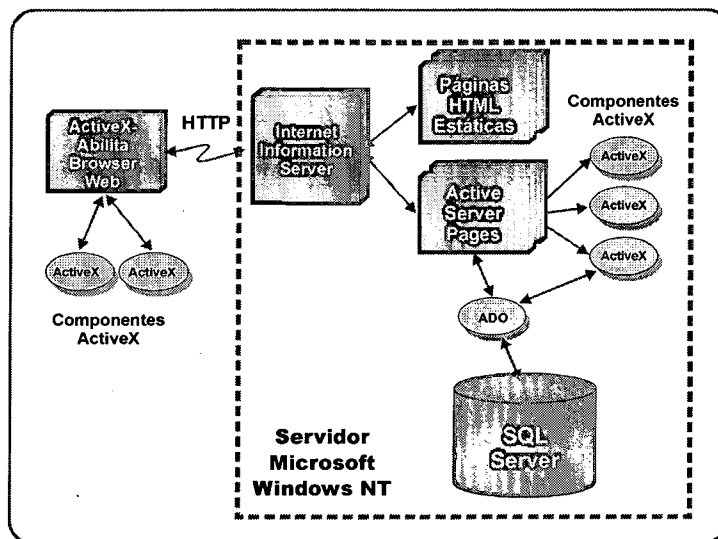 ActiveX-
Abilita
Browser
Web
HTTP
Internet
Information
Server
Páginas
HTML
Estáticas
Componentes
ActiveX
Active
Server
Pages
ActiveX
ActiveX
ActiveX
ActiveX
ActiveX
Componentes
ActiveX
ADO
SQL
Server
Servidor
Microsoft
Windows NT